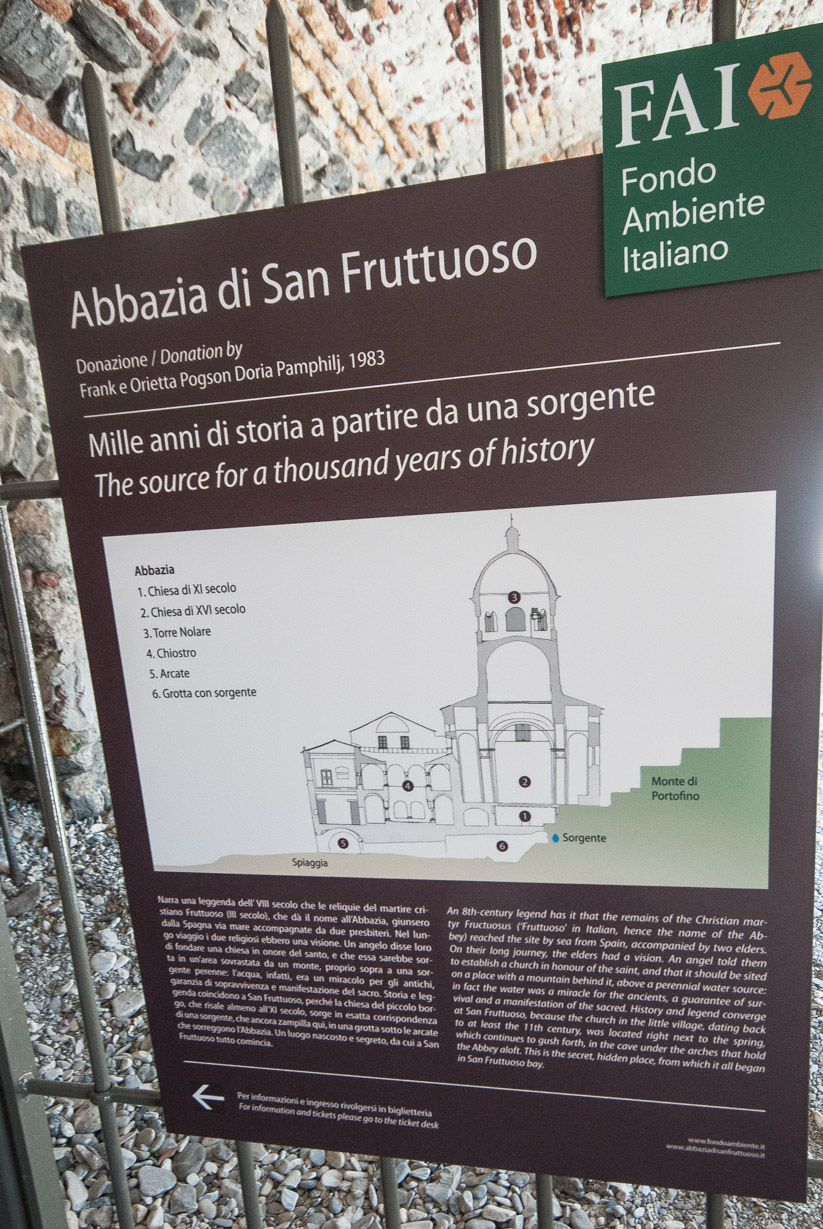 FAI
Fondo
Ambiente
Italiano
Abbazia di San Fruttuoso
Donazione / Donation by
Frank e Orietta Pogson Doria Pamphilj, 1983
Mille anni di storia a partire da una sorgente
The source for a thousand years of history
Abbazia
1. Chiesa di XI secolo
2. Chiesa di XVI secolo
3. Torre Nolare
4. Chiostro
5. Arcate
6. Grotta con sorgente
3
4
2
1
5
6
Monte di
Portofino
Sorgente
Spiaggia
Narra una leggenda dell'VIII secolo che le reliquie del martire cri-
stiano Fruttuoso (III secolo), che dà il nome all'Abbazia, giunsero
dalla Spagna via mare accompagnate da due presbiteri. Nel lun-
go viaggio i due religiosi ebbero una visione. Un angelo disse loro
di fondare una chiesa in onore del santo, e che essa sarebbe sor-
ta in un'area sovrastata da un monte, proprio sopra a una sor-
gente perenne: l'acqua, infatti, era un miracolo per gli antichi,
garanzia di sopravvivenza e manifestazione del sacro. Storia e leg-
genda coincidono a San Fruttuoso, perché la chiesa del piccolo bor-
go, che risale almeno all'XI secolo, sorge in esatta corrispondenza
di una sorgente, che ancora zampilla qui, in una grotta sotto le arcate
che sorreggono l'Abbazia. Un luogo nascosto e segreto, da cui a San
Fruttuoso tutto comincia.
An 8th-century legend has it that the remains of the Christian mar-
tyr Fructuosus ('Fruttuoso' in Italian, hence the name of the Ab-
bey) reached the site by sea from Spain, accompanied by two elders.
On their long journey, the elders had a vision. An angel told them
to establish a church in honour of the saint, and that it should be sited
on a place with a mountain behind it, above a perennial water source:
in fact the water was a miracle for the ancients, a guarantee of sur-
vival and a manifestation of the sacred. History and legend converge
at San Fruttuoso, because the church in the little village, dating back
to at least the 11th century, was located right next to the spring,
which continues to gush forth, in the cave under the arches that hold
the Abbey aloft. This is the secret, hidden place, from which it all began
in San Fruttuoso bay.
Per informazioni e ingresso rivolgersi in biglietteria
For information and tickets please go to the ticket desk
www.fondoambiente.it
www.abbaziadisanfruttuoso.it